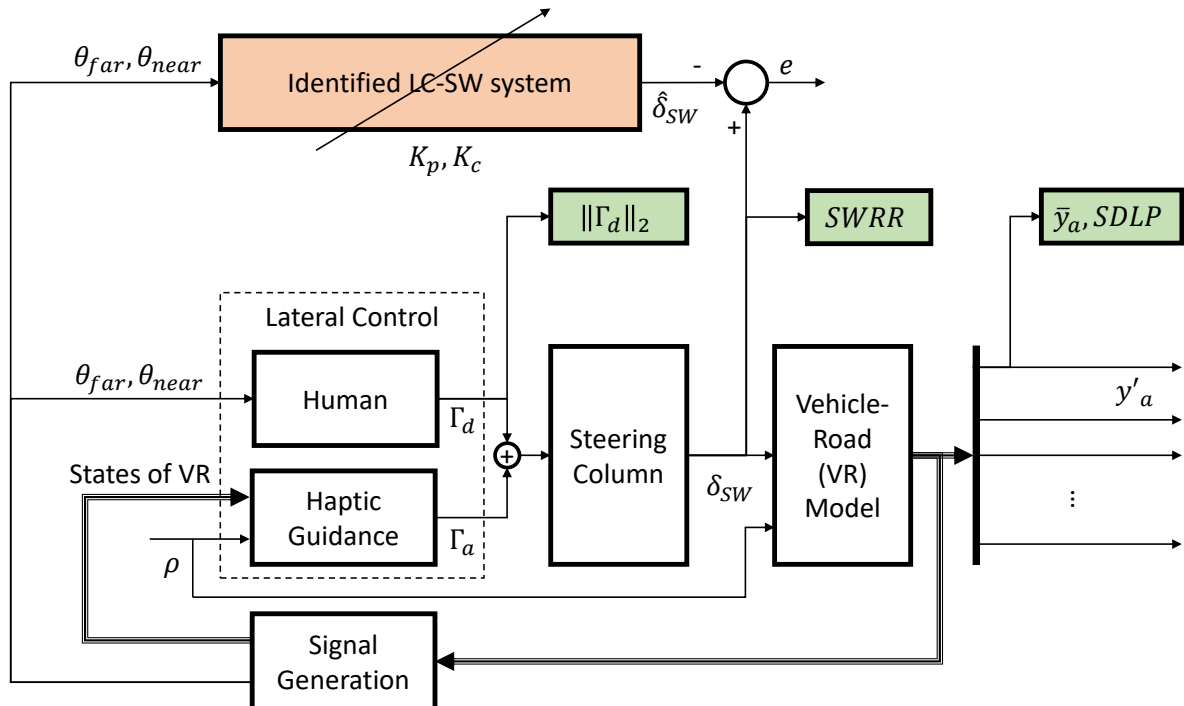 θ_far, θ_near
Identified LC-SW system
-
e
δ̂_SW
+
K_p, K_c
‖Γ_d‖₂
SWRR
ȳ_a, SDLP
Lateral Control
θ_far, θ_near
Human
Γ_d
+
Steering
Column
Vehicle-
Road
(VR)
Model
y'_a
States of VR
Haptic
Guidance
Γ_a
δ_SW
⋮
ρ
Signal
Generation